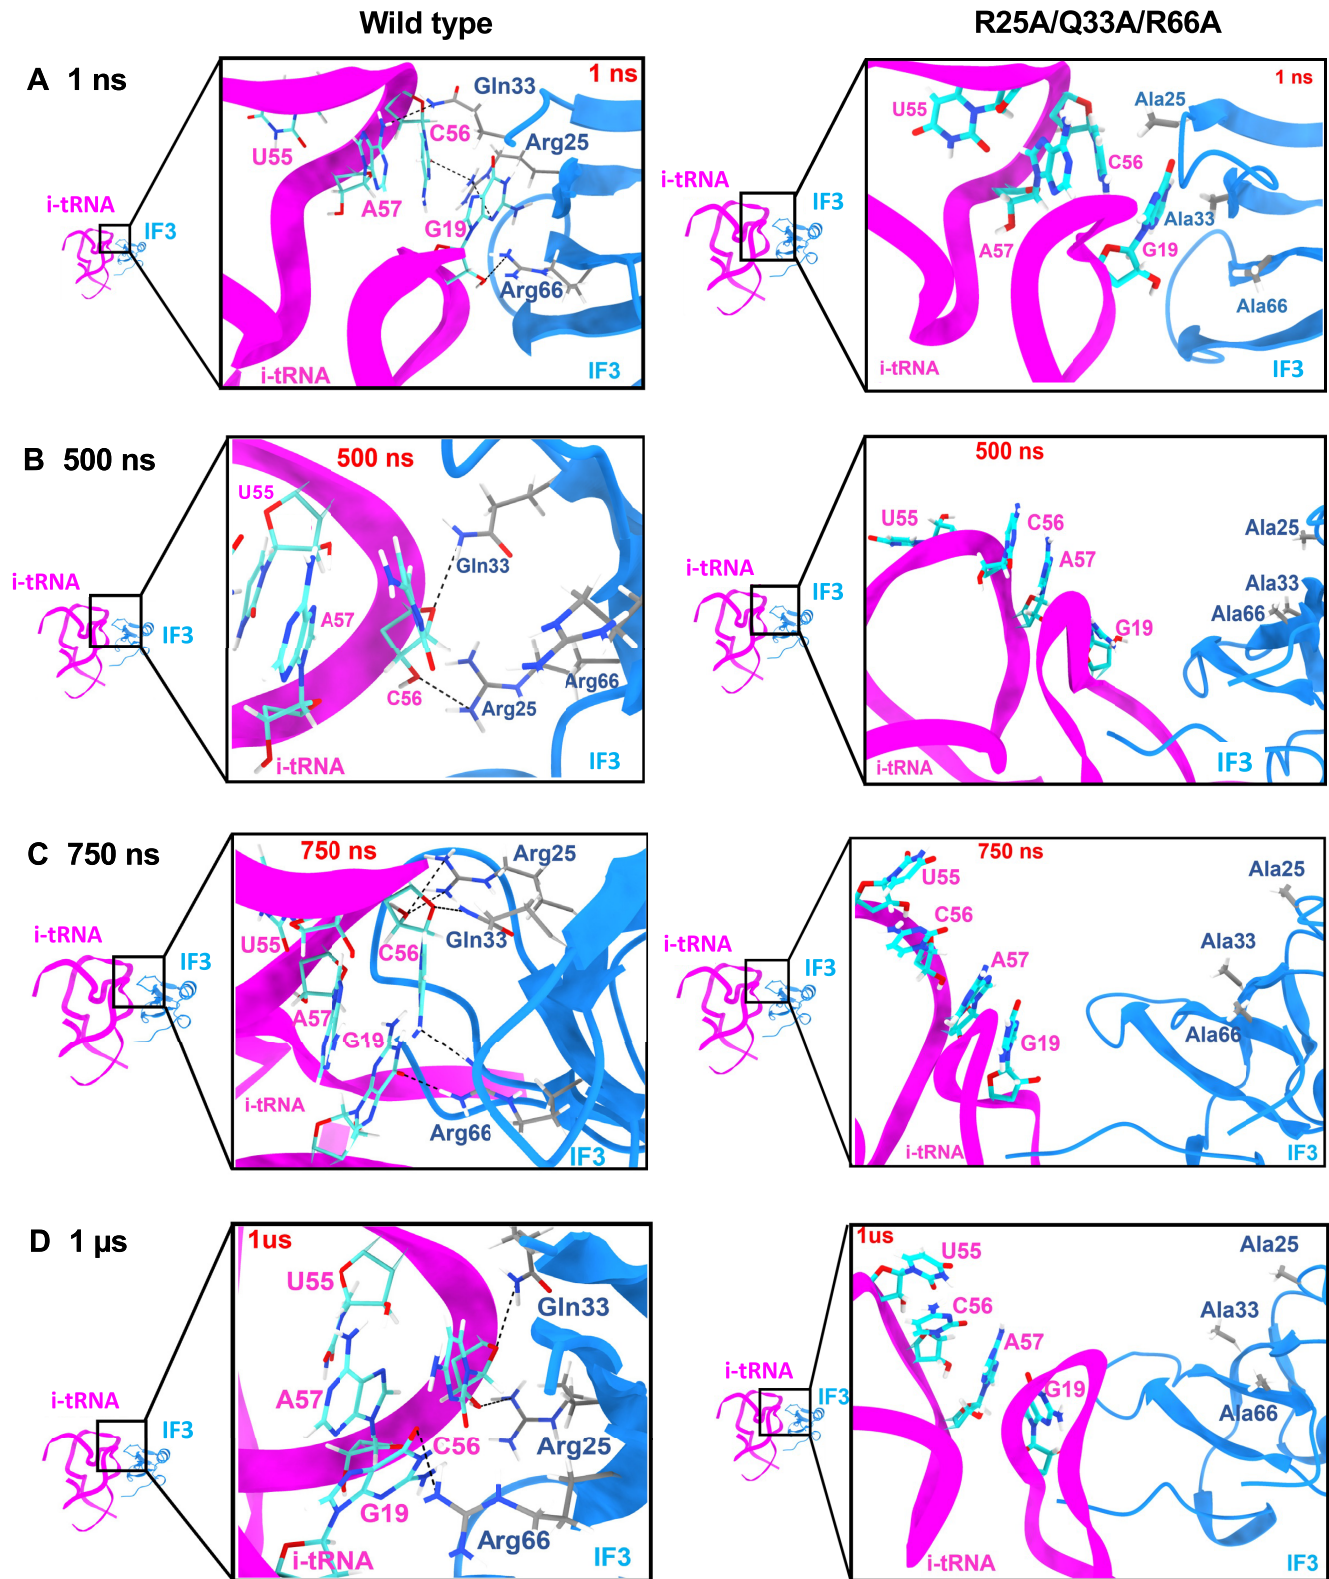 Wild type
R25A/Q33A/R66A
A 1 ns
1 ns
Gln33
C56
Arg25
U55
A57
G19
Arg66
i-tRNA
IF3
i-tRNA
IF3
1 ns
U55
Ala25
C56
A57
Ala33
G19
Ala66
i-tRNA
IF3
i-tRNA
IF3
B 500 ns
500 ns
U55
Gln33
A57
C56
Arg66
Arg25
i-tRNA
IF3
i-tRNA
IF3
500 ns
U55
C56
A57
Ala25
Ala33
Ala66
G19
i-tRNA
IF3
i-tRNA
IF3
C 750 ns
750 ns
Arg25
U55
C56
Gln33
A57
G19
i-tRNA
Arg66
IF3
i-tRNA
IF3
750 ns
U55
C56
A57
G19
Ala25
Ala33
Ala66
i-tRNA
IF3
i-tRNA
IF3
D 1 µs
1us
U55
Gln33
A57
C56
Arg25
G19
Arg66
i-tRNA
IF3
i-tRNA
IF3
1us
U55
C56
A57
G19
Ala25
Ala33
Ala66
i-tRNA
IF3
i-tRNA
IF3